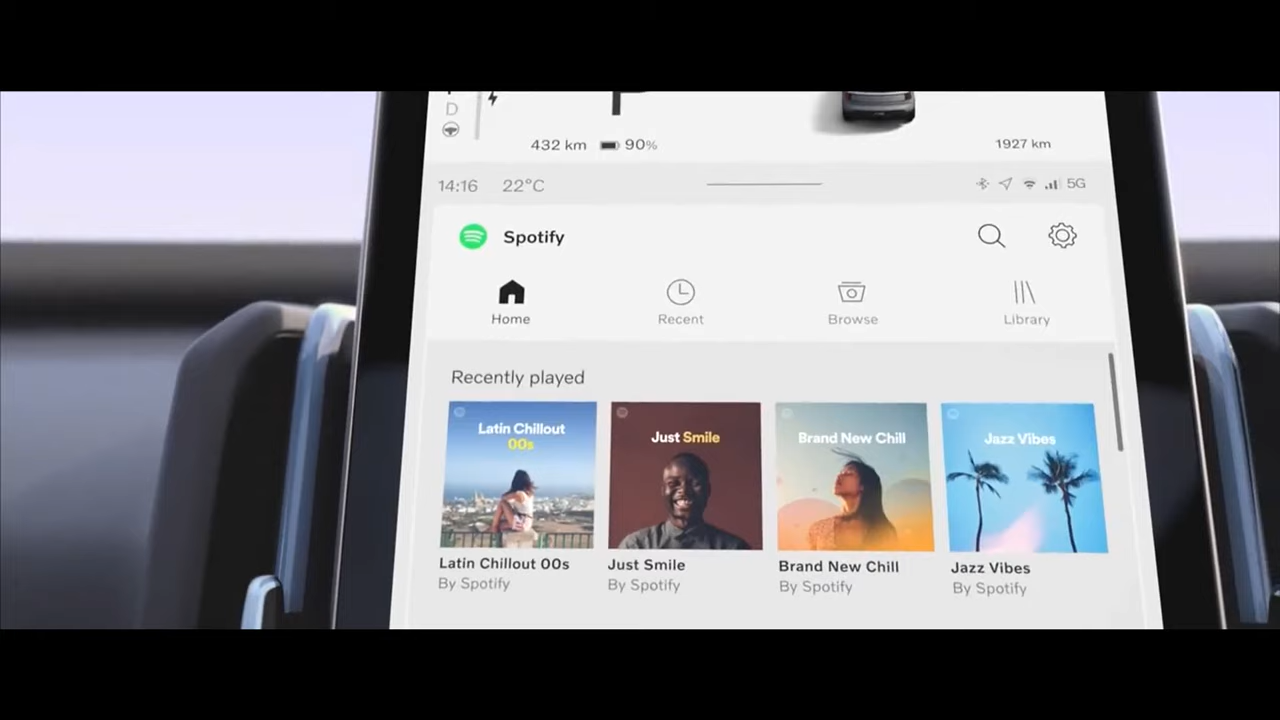 D
P
432 km 90%
1927 km
14:16 22°C
5G
Spotify
Home Recent Browse Library
Recently played
Latin Chillout
00s
Just Smile
Brand New Chill
Jazz Vibes
Latin Chillout 00s
By Spotify
Just Smile
By Spotify
Brand New Chill
By Spotify
Jazz Vibes
By Spotify